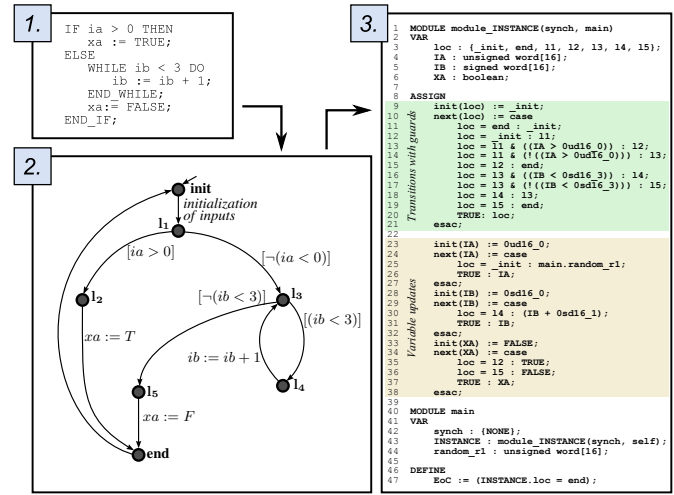 1.
IF ia > 0 THEN
xa := TRUE;
ELSE
WHILE ib < 3 DO
ib := ib + 1;
END_WHILE;
xa:= FALSE;
END_IF;
2.
init
initialization
of inputs
l₁
[ia > 0]
[¬(ia < 0)]
l₂
[¬(ib < 3)]
l₃
[(ib < 3)]
xa := T
ib := ib + 1
l₄
l₅
xa := F
end
3.
1 MODULE module_INSTANCE(synch, main)
2 VAR
3 loc : {_init, end, l1, l2, l3, l4, l5};
4 IA : unsigned word[16];
5 IB : signed word[16];
6 XA : boolean;
7
8 ASSIGN
Transitions with guards
9 init(loc) := _init;
10 next(loc) := case
11 loc = end : _init;
12 loc = _init : l1;
13 loc = l1 & ((IA > 0ud16_0)) : l2;
14 loc = l1 & (!((IA > 0ud16_0))) : l3;
15 loc = l2 : end;
16 loc = l3 & ((IB < 0sd16_3)) : l4;
17 loc = l3 & (!((IB < 0sd16_3))) : l5;
18 loc = l4 : l3;
19 loc = l5 : end;
20 TRUE: loc;
21 esac;
22
Variable updates
23 init(IA) := 0ud16_0;
24 next(IA) := case
25 loc = _init : main.random_r1;
26 TRUE : IA;
27 esac;
28 init(IB) := 0sd16_0;
29 next(IB) := case
30 loc = l4 : (IB + 0sd16_1);
31 TRUE : IB;
32 esac;
33 init(XA) := FALSE;
34 next(XA) := case
35 loc = l2 : TRUE;
36 loc = l5 : FALSE;
37 TRUE : XA;
38 esac;
39
40 MODULE main
41 VAR
42 synch : {NONE};
43 INSTANCE : module_INSTANCE(synch, self);
44 random_r1 : unsigned word[16];
45
46 DEFINE
47 EoC := (INSTANCE.loc = end);